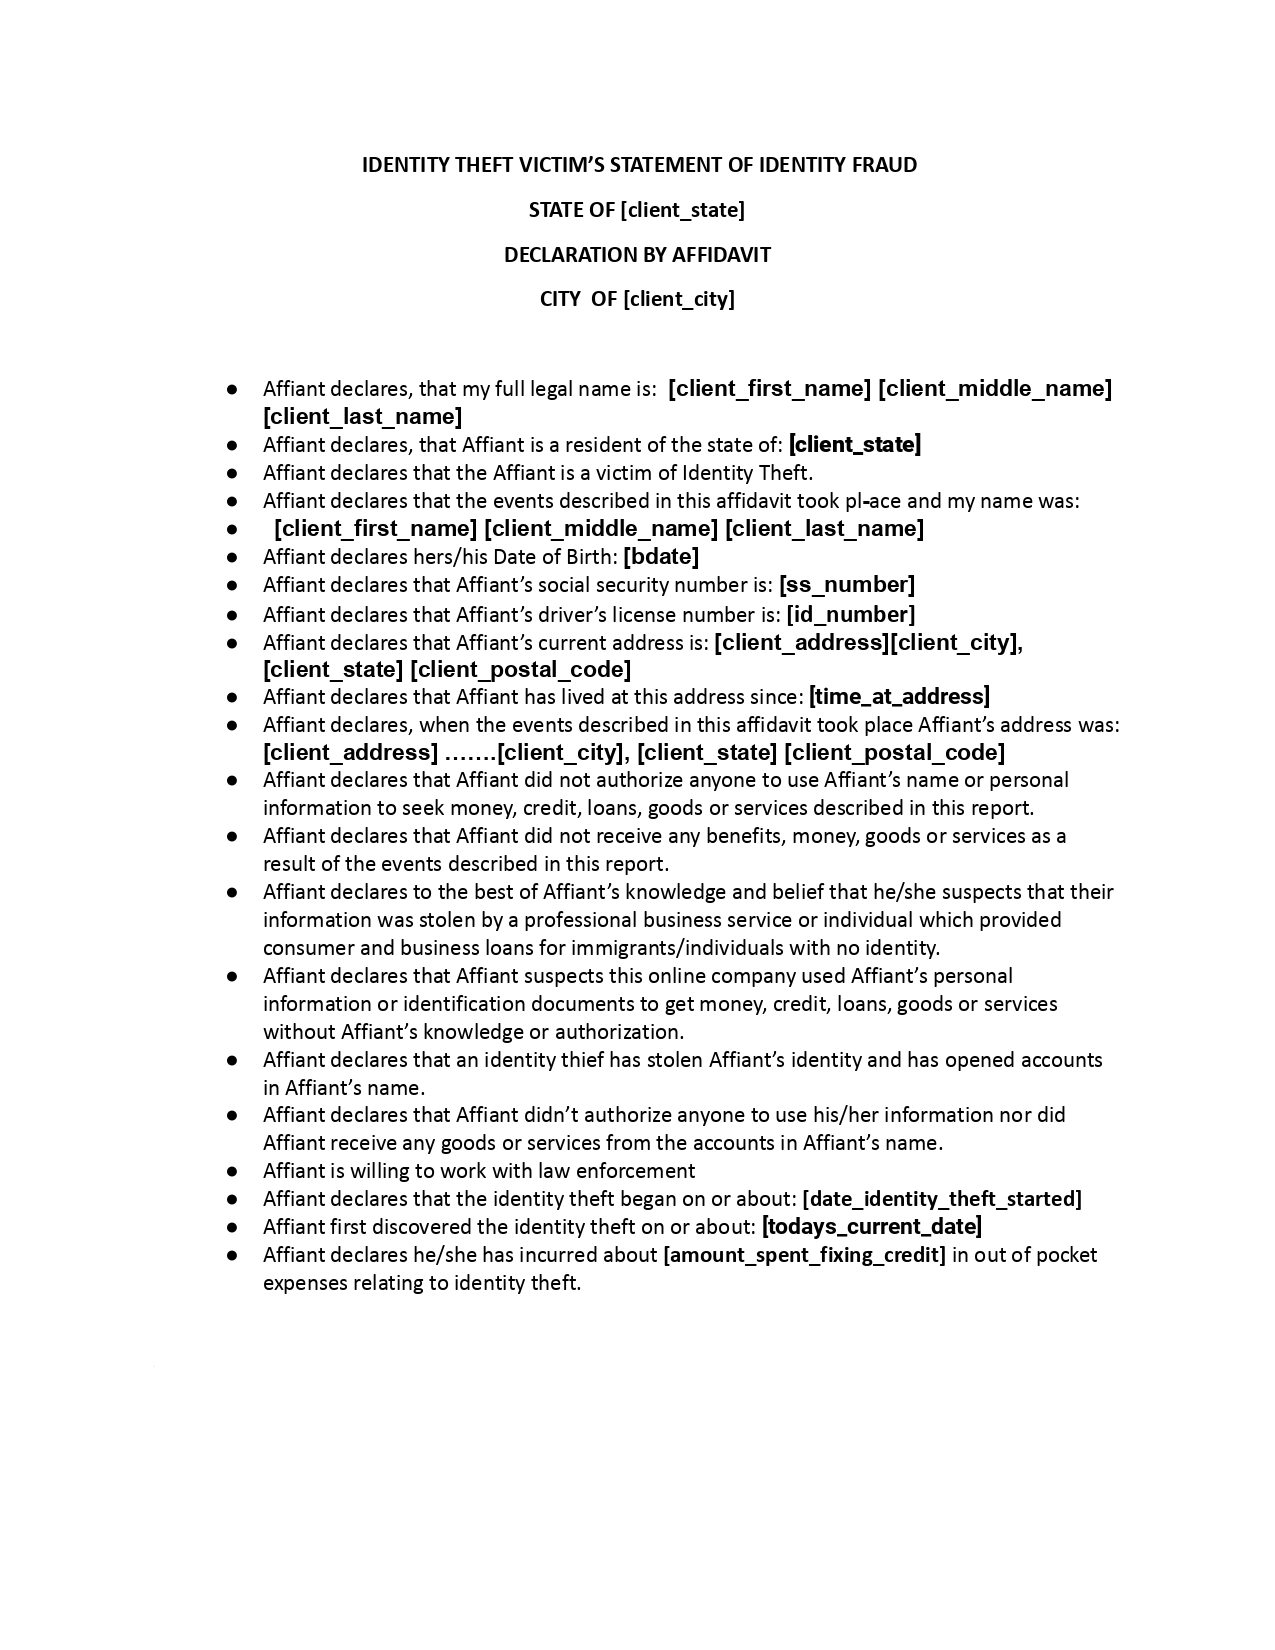 IDENTITY THEFT VICTIM’S STATEMENT OF IDENTITY FRAUD
STATE OF [client_state]
DECLARATION BY AFFIDAVIT
CITY  OF [client_city]
● Affiant declares, that my full legal name is:  [client_first_name] [client_middle_name]
[client_last_name]
● Affiant declares, that Affiant is a resident of the state of: [client_state]
● Affiant declares that the Affiant is a victim of Identity Theft.
● Affiant declares that the events described in this affidavit took pl-ace and my name was:
● [client_first_name] [client_middle_name] [client_last_name]
● Affiant declares hers/his Date of Birth: [bdate]
● Affiant declares that Affiant’s social security number is: [ss_number]
● Affiant declares that Affiant’s driver’s license number is: [id_number]
● Affiant declares that Affiant’s current address is: [client_address][client_city],
[client_state] [client_postal_code]
● Affiant declares that Affiant has lived at this address since: [time_at_address]
● Affiant declares, when the events described in this affidavit took place Affiant’s address was:
[client_address] .......[client_city], [client_state] [client_postal_code]
● Affiant declares that Affiant did not authorize anyone to use Affiant’s name or personal
information to seek money, credit, loans, goods or services described in this report.
● Affiant declares that Affiant did not receive any benefits, money, goods or services as a
result of the events described in this report.
● Affiant declares to the best of Affiant’s knowledge and belief that he/she suspects that their
information was stolen by a professional business service or individual which provided
consumer and business loans for immigrants/individuals with no identity.
● Affiant declares that Affiant suspects this online company used Affiant’s personal
information or identification documents to get money, credit, loans, goods or services
without Affiant’s knowledge or authorization.
● Affiant declares that an identity thief has stolen Affiant’s identity and has opened accounts
in Affiant’s name.
● Affiant declares that Affiant didn’t authorize anyone to use his/her information nor did
Affiant receive any goods or services from the accounts in Affiant’s name.
● Affiant is willing to work with law enforcement
● Affiant declares that the identity theft began on or about: [date_identity_theft_started]
● Affiant first discovered the identity theft on or about: [todays_current_date]
● Affiant declares he/she has incurred about [amount_spent_fixing_credit] in out of pocket
expenses relating to identity theft.